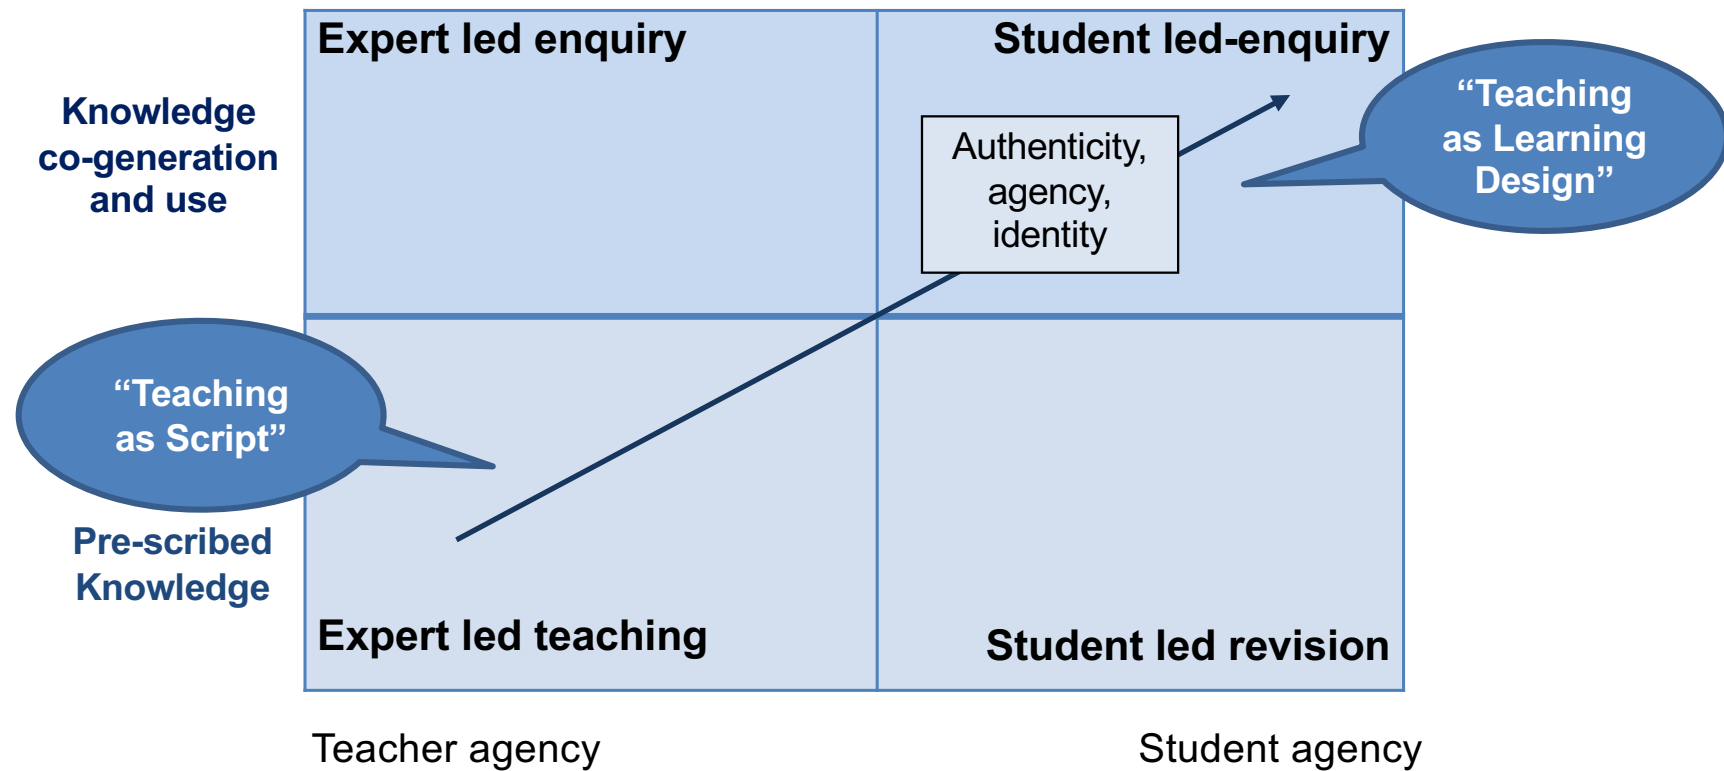 Expert led enquiry
Student led-enquiry
Knowledge
co-generation
and use
Authenticity,
agency,
identity
“Teaching
as Learning
Design”
“Teaching
as Script”
Pre-scribed
Knowledge
Expert led teaching
Student led revision
Teacher agency
Student agency